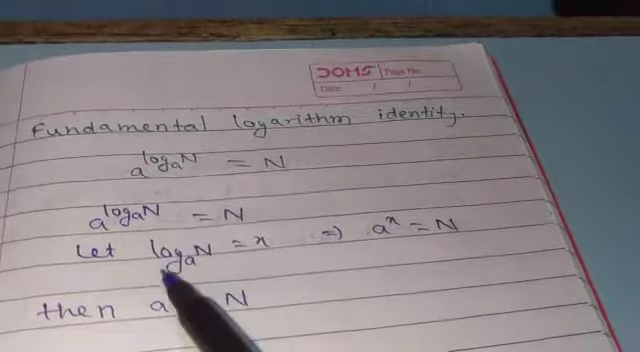 DOMS Page No.
Date / /
Fundamental logarithm identity.
a^{log_a N} = N
a^{log_a N} = N
Let log_a N = x ⇒ a^x = N
then a N